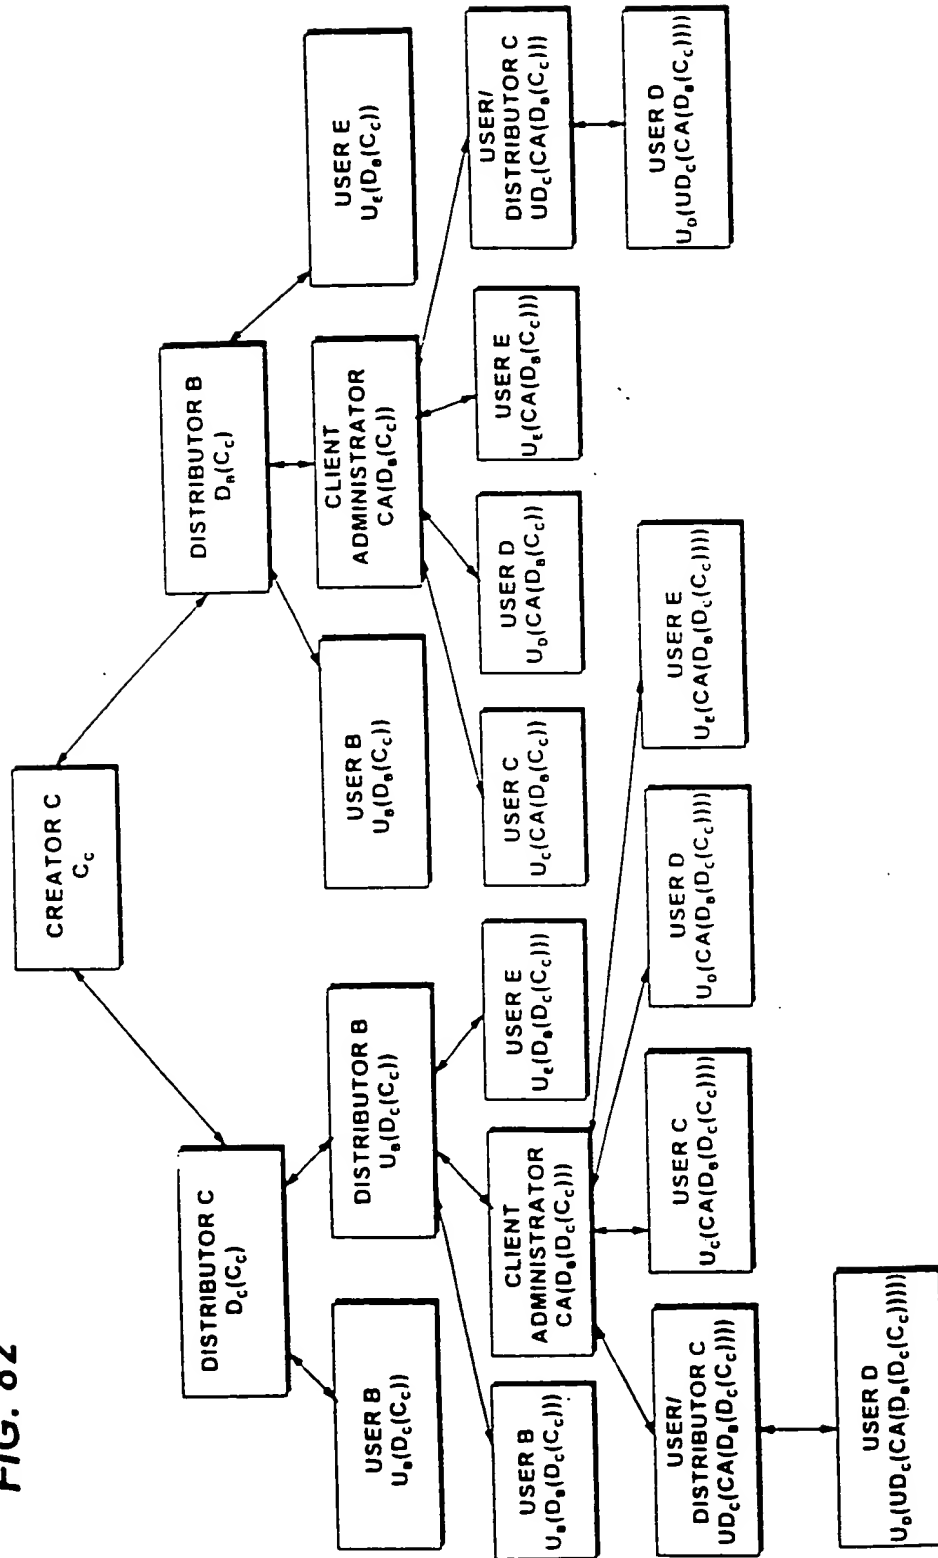 FIG. 82
CREATOR C
C_C
DISTRIBUTOR C
D_C(C_C)
DISTRIBUTOR B
D_B(C_C)
USER B
U_B(D_C(C_C))
DISTRIBUTOR B
U_B(D_C(C_C))
USER B
U_B(D_B(C_C))
CLIENT
ADMINISTRATOR
CA(D_B(C_C))
USER E
U_E(D_B(C_C))
USER B
U_B(D_B(D_C(C_C)))
CLIENT
ADMINISTRATOR
CA(D_B(D_C(C_C)))
USER E
U_E(D_B(D_C(C_C)))
USER C
U_C(CA(D_B(C_C)))
USER D
U_D(CA(D_B(C_C)))
USER E
U_E(CA(D_B(C_C)))
USER/
DISTRIBUTOR C
UD_C(CA(D_B(C_C)))
USER/
DISTRIBUTOR C
UD_C(CA(D_B(D_C(C_C))))
USER C
U_C(CA(D_B(D_C(C_C))))
USER D
U_D(CA(D_B(D_C(C_C))))
USER E
U_E(CA(D_B(D_C(C_C))))
USER D
U_D(UD_C(CA(D_B(C_C))))
USER D
U_D(UD_C(CA(D_B(D_C(C_C)))))